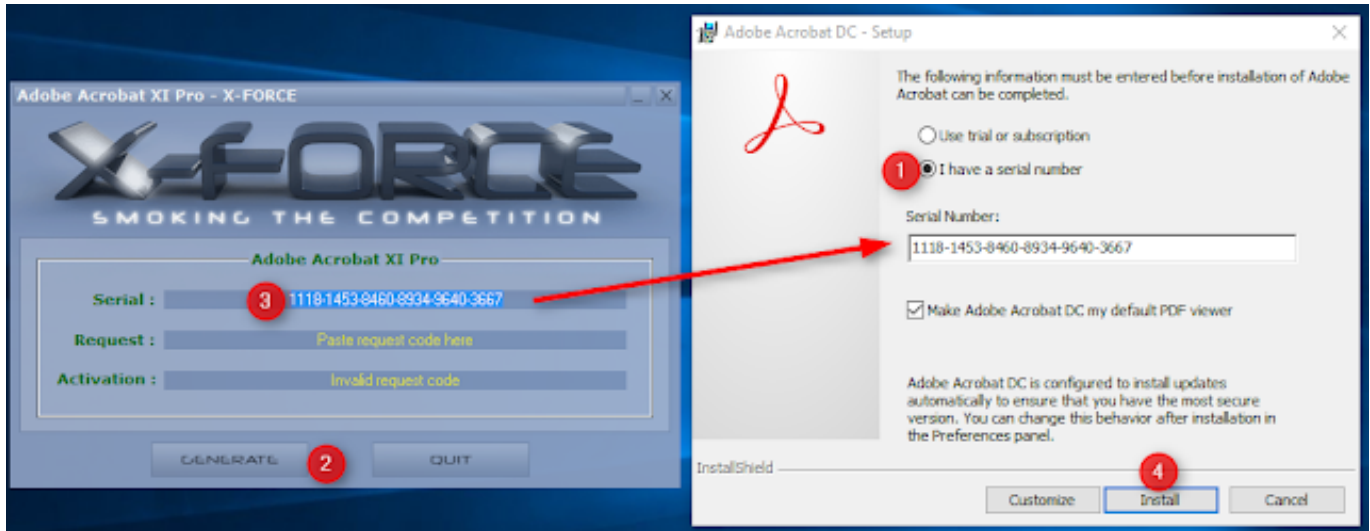 Adobe Acrobat XI Pro - X-FORCE
X-FORCE
SMOKING THE COMPETITION
Adobe Acrobat XI Pro
Serial : 3 1118-1453-8460-8934-9640-3667
Request : Paste request code here
Activation : Invalid request code
GENERATE 2 QUIT
Adobe Acrobat DC - Setup
The following information must be entered before installation of Adobe
Acrobat can be completed.
Use trial or subscription
1 I have a serial number
Serial Number:
1118-1453-8460-8934-9640-3667
Make Adobe Acrobat DC my default PDF viewer
Adobe Acrobat DC is configured to install updates
automatically to ensure that you have the most secure
version. You can change this behavior after installation in
the Preferences panel.
InstallShield
4
Customize Install Cancel